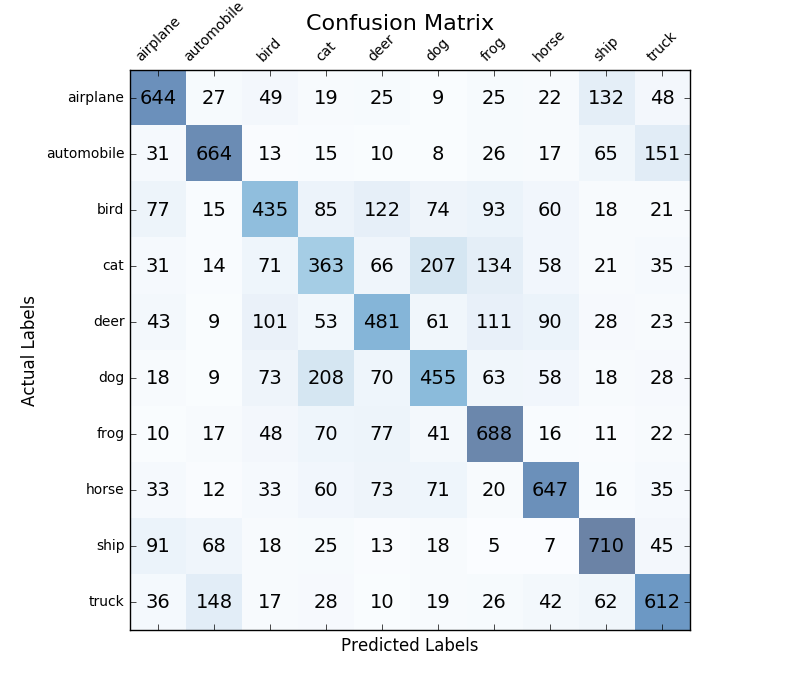 Confusion Matrix
airplane automobile bird cat deer dog frog horse ship truck
airplane 644 27 49 19 25 9 25 22 132 48
automobile 31 664 13 15 10 8 26 17 65 151
bird 77 15 435 85 122 74 93 60 18 21
cat 31 14 71 363 66 207 134 58 21 35
deer 43 9 101 53 481 61 111 90 28 23
dog 18 9 73 208 70 455 63 58 18 28
frog 10 17 48 70 77 41 688 16 11 22
horse 33 12 33 60 73 71 20 647 16 35
ship 91 68 18 25 13 18 5 7 710 45
truck 36 148 17 28 10 19 26 42 62 612
Actual Labels
Predicted Labels